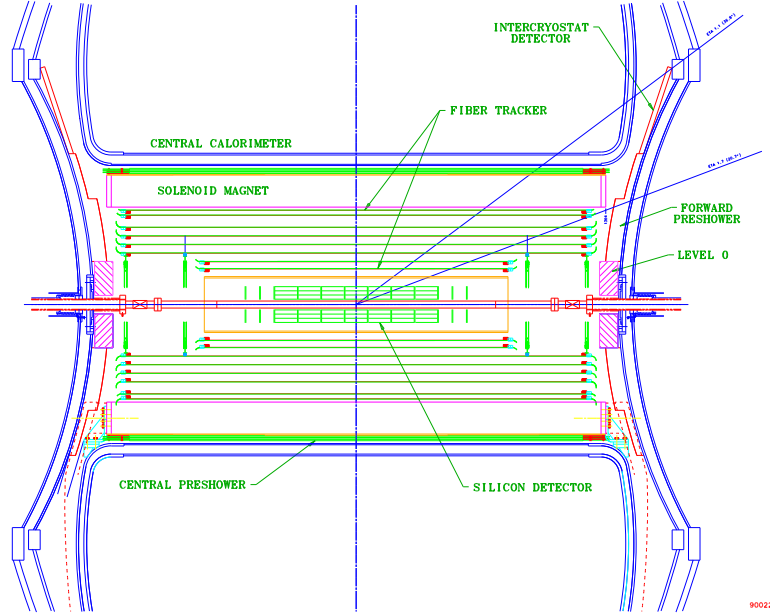 INTERCRYOSTAT
DETECTOR
FIBER TRACKER
CENTRAL CALORIMETER
SOLENOID MAGNET
FORWARD
PRESHOWER
LEVEL 0
CENTRAL PRESHOWER
SILICON DETECTOR